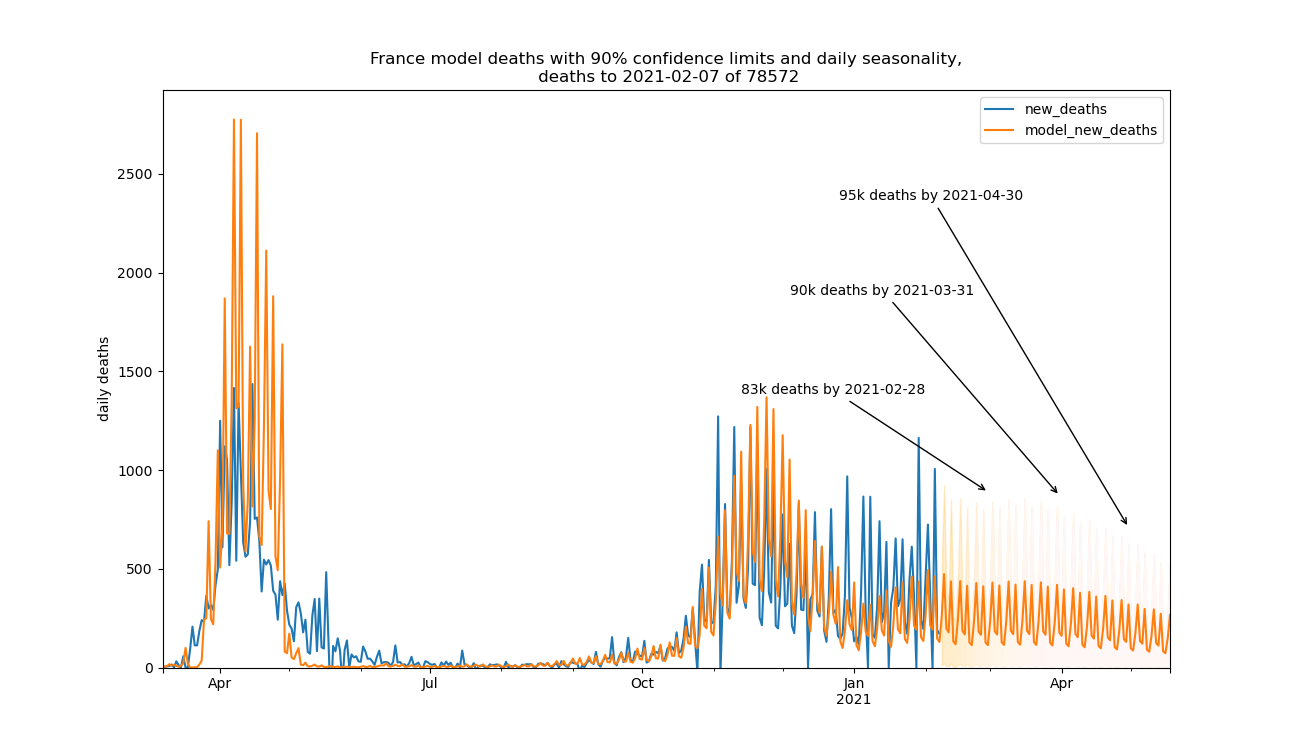 France model deaths with 90% confidence limits and daily seasonality,
deaths to 2021-02-07 of 78572
new_deaths
model_new_deaths
95k deaths by 2021-04-30
90k deaths by 2021-03-31
83k deaths by 2021-02-28
daily deaths
2500
2000
1500
1000
500
0
Apr Jul Oct Jan Apr
2021